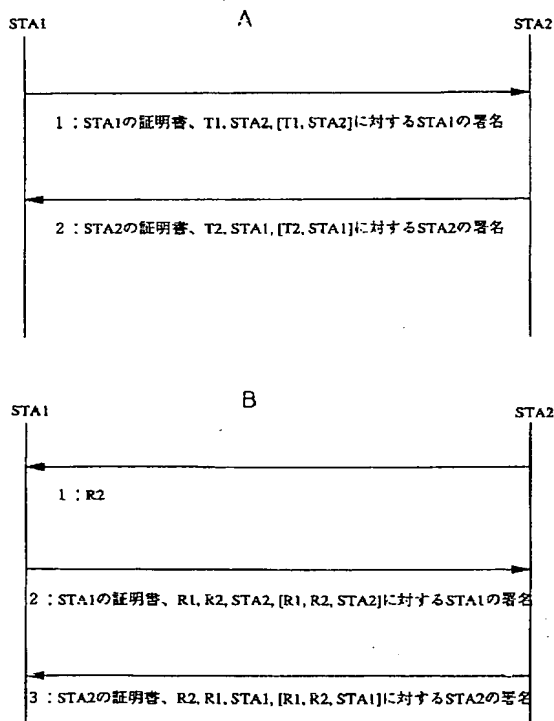 A
STA1 STA2
1：STA1の証明書、T1, STA2, [T1, STA2]に対するSTA1の署名
2：STA2の証明書、T2, STA1, [T2, STA1]に対するSTA2の署名
B
STA1 STA2
1：R2
2：STA1の証明書、R1, R2, STA2, [R1, R2, STA2]に対するSTA1の署名
3：STA2の証明書、R2, R1, STA1, [R1, R2, STA1]に対するSTA2の署名